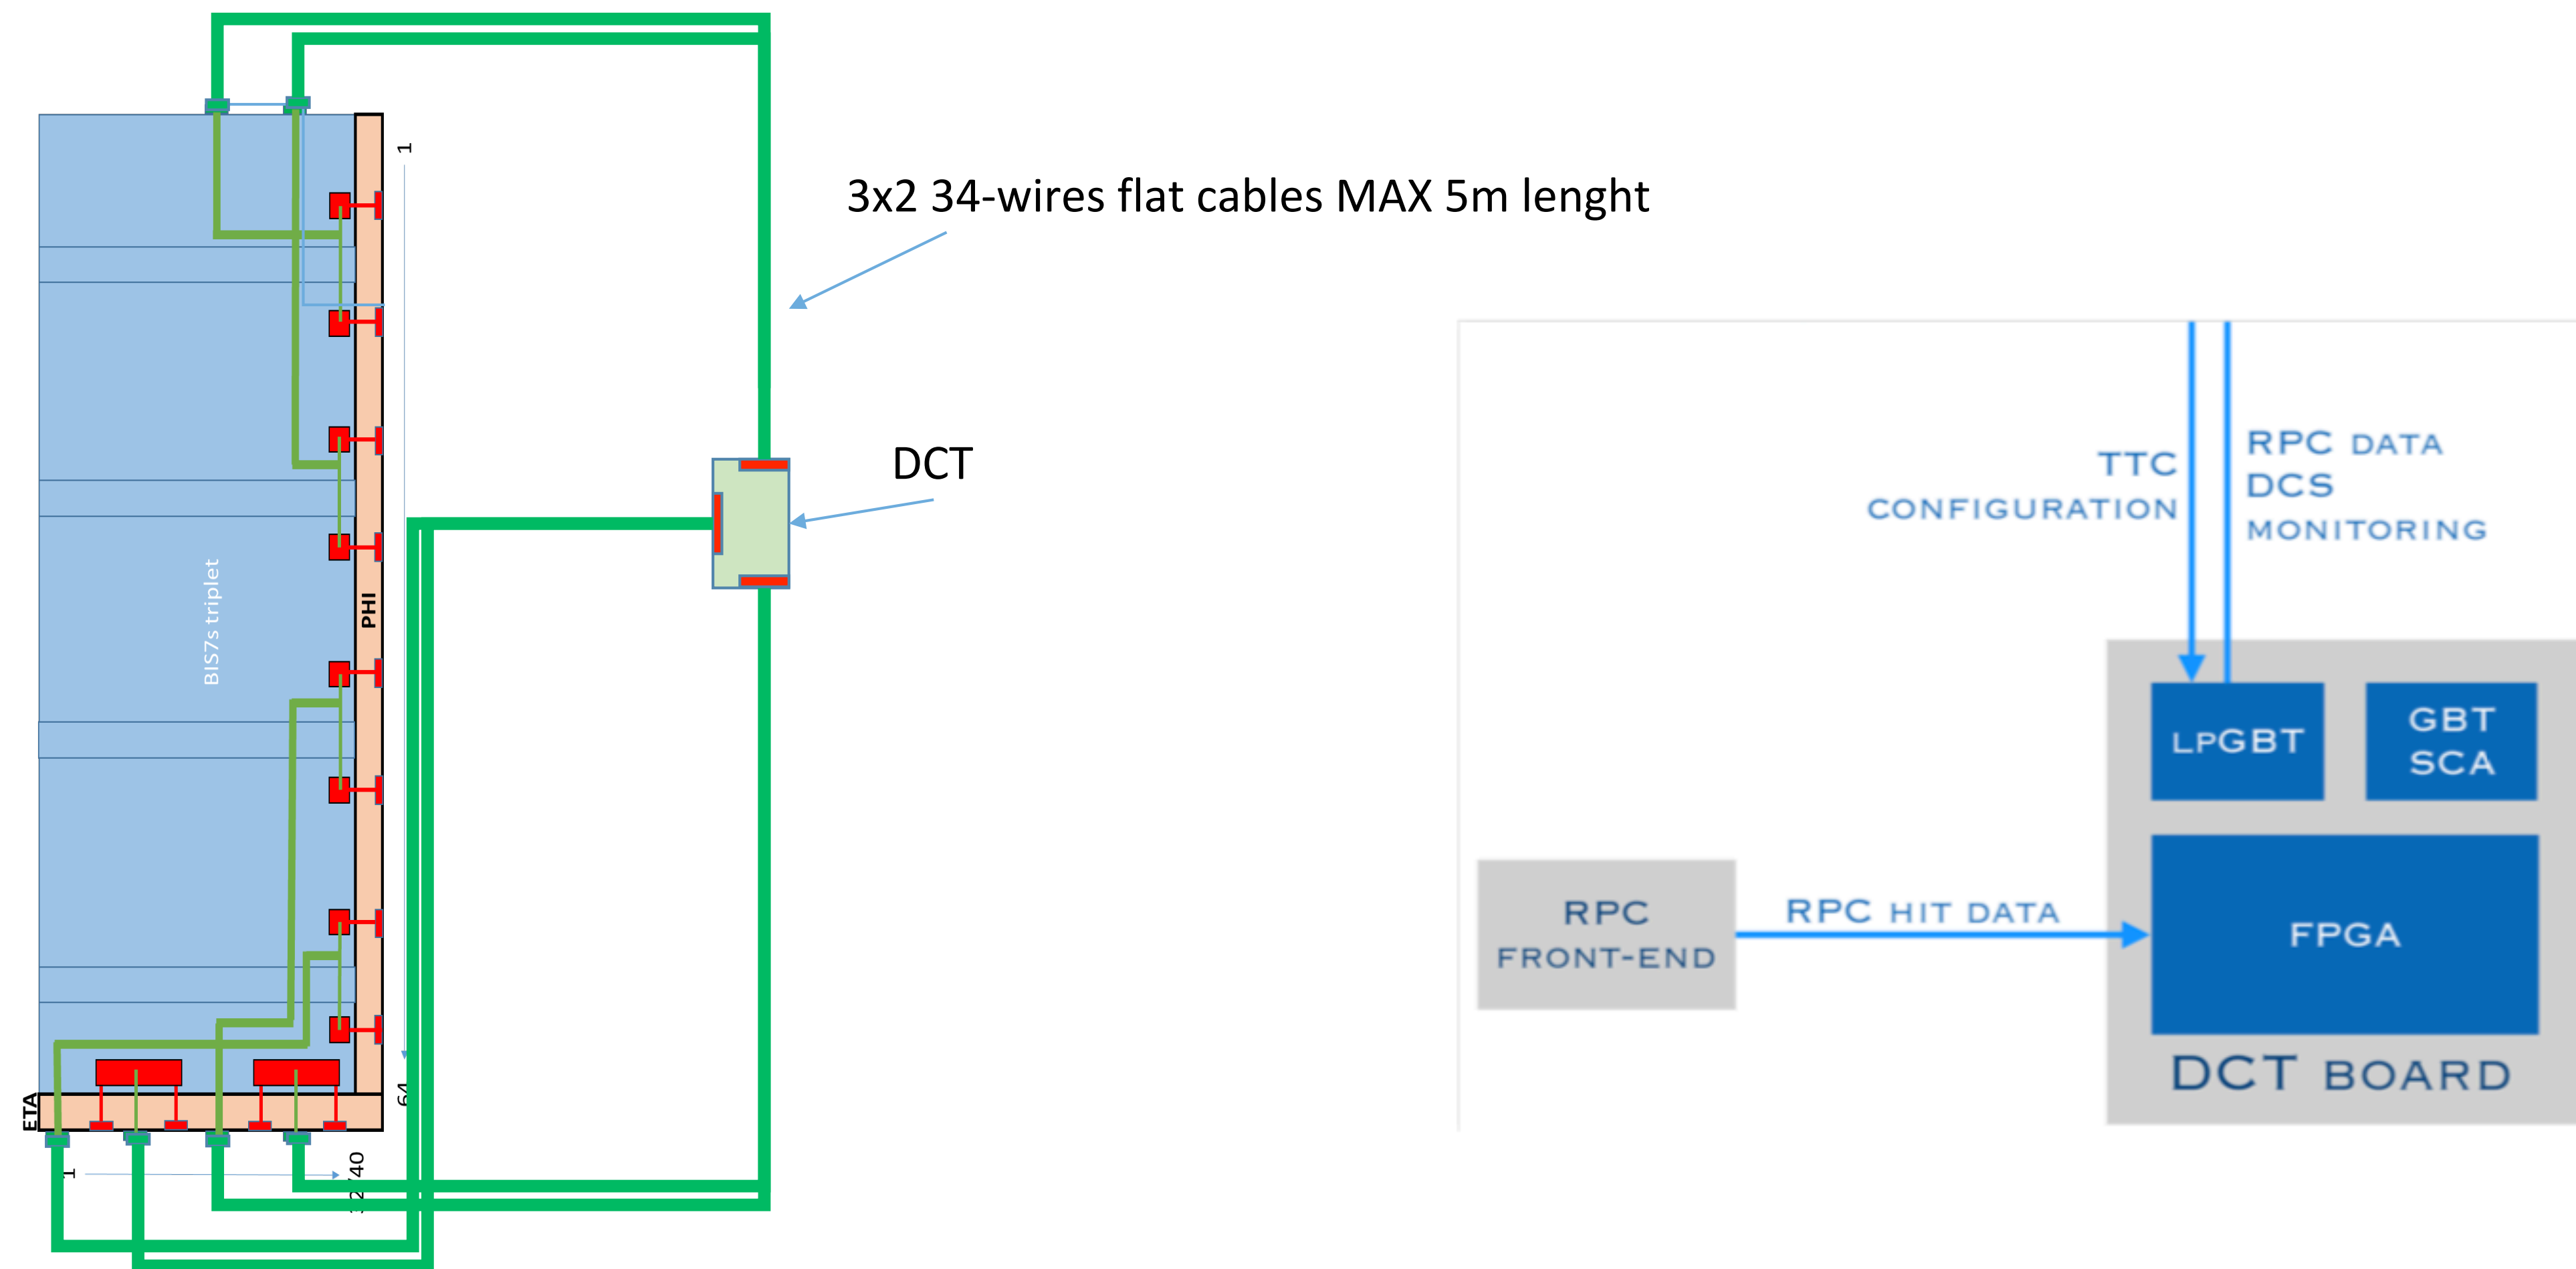 1
3x2 34-wires flat cables MAX 5m lenght
DCT
BIS7s triplet
PHI
64
ETA
1
TTC
CONFIGURATION
RPC DATA
DCS
MONITORING
LPGBT
GBT
SCA
RPC
FRONT-END
RPC HIT DATA
FPGA
DCT BOARD